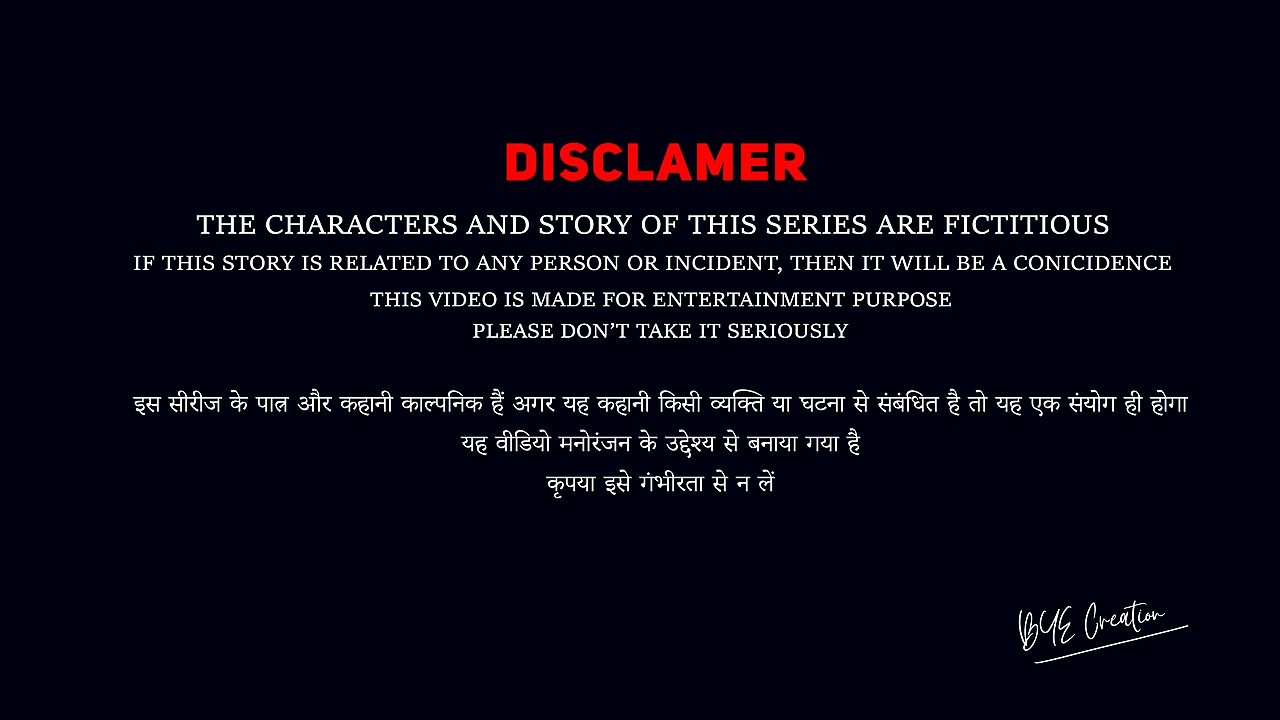 DISCLAMER
THE CHARACTERS AND STORY OF THIS SERIES ARE FICTITIOUS
IF THIS STORY IS RELATED TO ANY PERSON OR INCIDENT, THEN IT WILL BE A CONICIDENCE
THIS VIDEO IS MADE FOR ENTERTAINMENT PURPOSE
PLEASE DON'T TAKE IT SERIOUSLY
इस सीरीज के पात्र और कहानी काल्पनिक हैं अगर यह कहानी किसी व्यक्ति या घटना से संबंधित है तो यह एक संयोग ही होगा
यह वीडियो मनोरंजन के उद्देश्य से बनाया गया है
कृपया इसे गंभीरता से न लें
BYE Creation